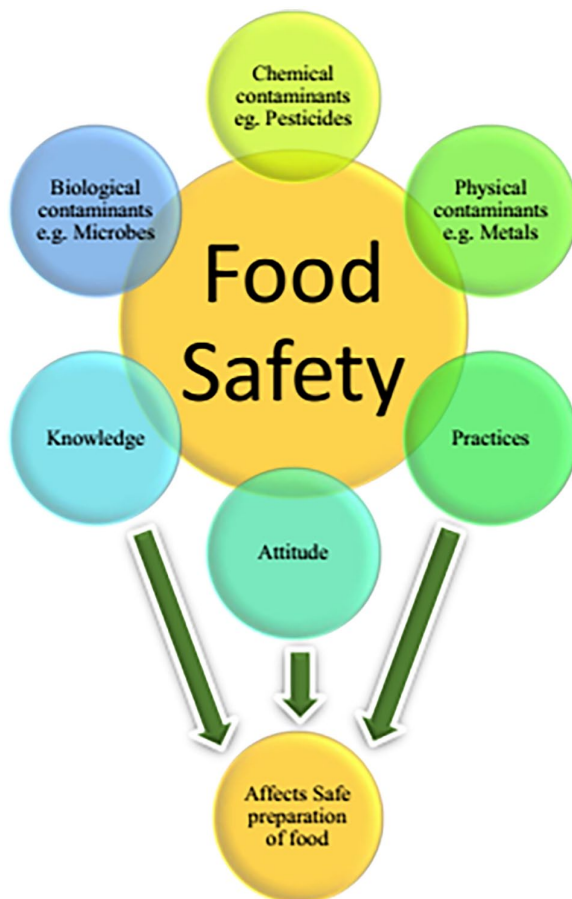 Chemical
contaminants
eg. Pesticides
Biological
contaminants
e.g. Microbes
Physical
contaminants
e.g. Metals
Food
Safety
Knowledge
Practices
Attitude
Affects Safe
preparation
of food